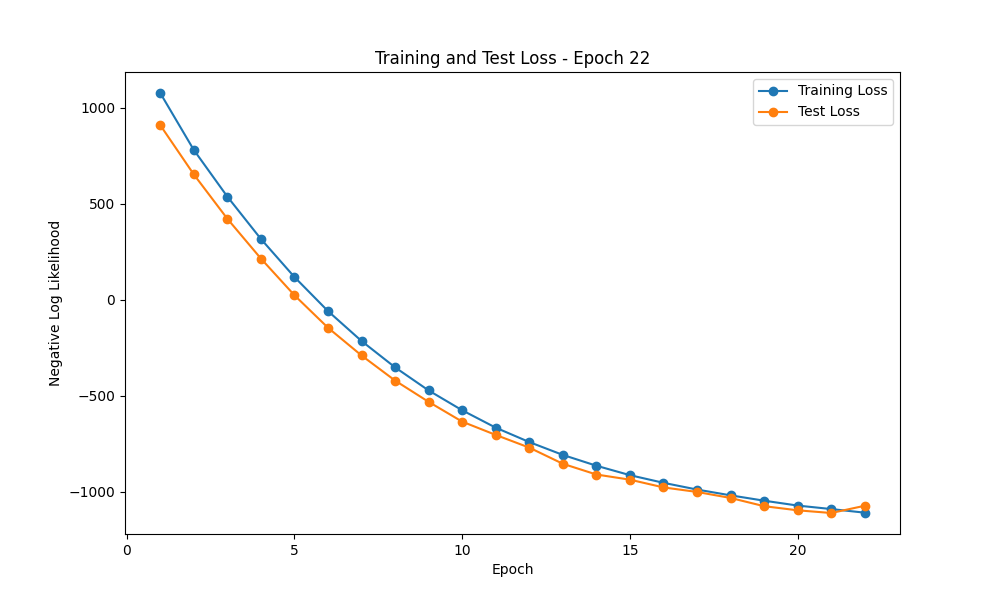 Training and Test Loss - Epoch 22
Training Loss
Test Loss
Negative Log Likelihood
1000
500
0
−500
−1000
0
5
10
15
20
Epoch